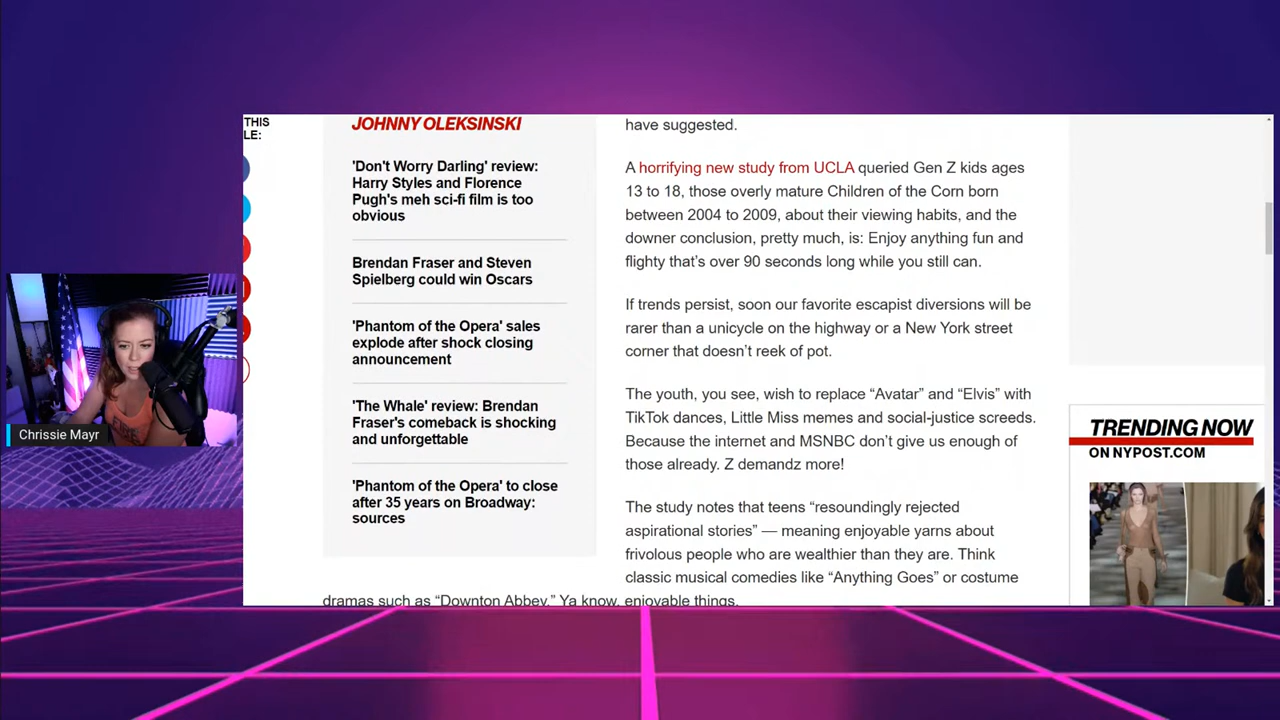 THIS
LE:
JOHNNY OLEKSINSKI
'Don't Worry Darling' review:
Harry Styles and Florence
Pugh's meh sci-fi film is too
obvious
Brendan Fraser and Steven
Spielberg could win Oscars
'Phantom of the Opera' sales
explode after shock closing
announcement
'The Whale' review: Brendan
Fraser's comeback is shocking
and unforgettable
'Phantom of the Opera' to close
after 35 years on Broadway:
sources
have suggested.
A horrifying new study from UCLA queried Gen Z kids ages
13 to 18, those overly mature Children of the Corn born
between 2004 to 2009, about their viewing habits, and the
downer conclusion, pretty much, is: Enjoy anything fun and
flighty that’s over 90 seconds long while you still can.
If trends persist, soon our favorite escapist diversions will be
rarer than a unicycle on the highway or a New York street
corner that doesn’t reek of pot.
The youth, you see, wish to replace “Avatar” and “Elvis” with
TikTok dances, Little Miss memes and social-justice screeds.
Because the internet and MSNBC don’t give us enough of
those already. Z demandz more!
The study notes that teens “resoundingly rejected
aspirational stories” — meaning enjoyable yarns about
frivolous people who are wealthier than they are. Think
classic musical comedies like “Anything Goes” or costume
dramas such as “Downton Abbey.” Ya know, enjoyable things.
TRENDING NOW
ON NYPOST.COM
Chrissie Mayr